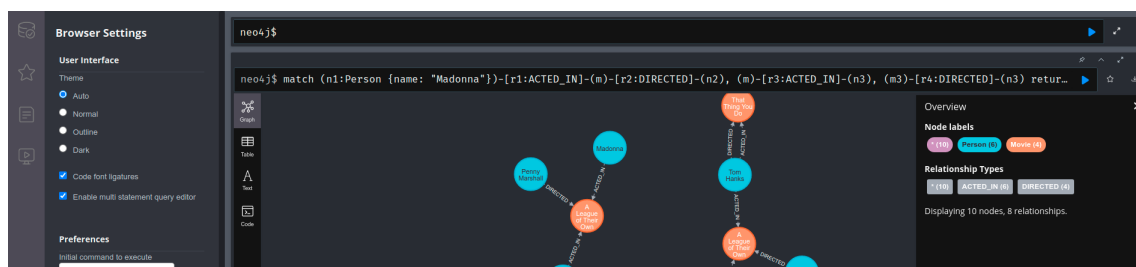 Browser Settings
User Interface
Theme
Auto
Normal
Outline
Dark
Code font ligatures
Enable multi statement query editor
Preferences
Initial command to execute
neo4j$
neo4j$ match (n1:Person {name: "Madonna"})-[r1:ACTED_IN]-(m)-[r2:DIRECTED]-(n2), (m)-[r3:ACTED_IN]-(n3), (m3)-[r4:DIRECTED]-(n3) retur…
Graph
Table
Text
Code
That
Thing You
Do
DIRECTED
ACTED_IN
Madonna
Penny
Marshall
Tom
Hanks
DIRECTED
ACTED_IN
ACTED_IN
A
League
of Their
Own
A
League
of Their
Own
ACTED_IN
DIRECTED
Overview
Node labels
* (10) Person (6) Movie (4)
Relationship Types
* (10) ACTED_IN (6) DIRECTED (4)
Displaying 10 nodes, 8 relationships.